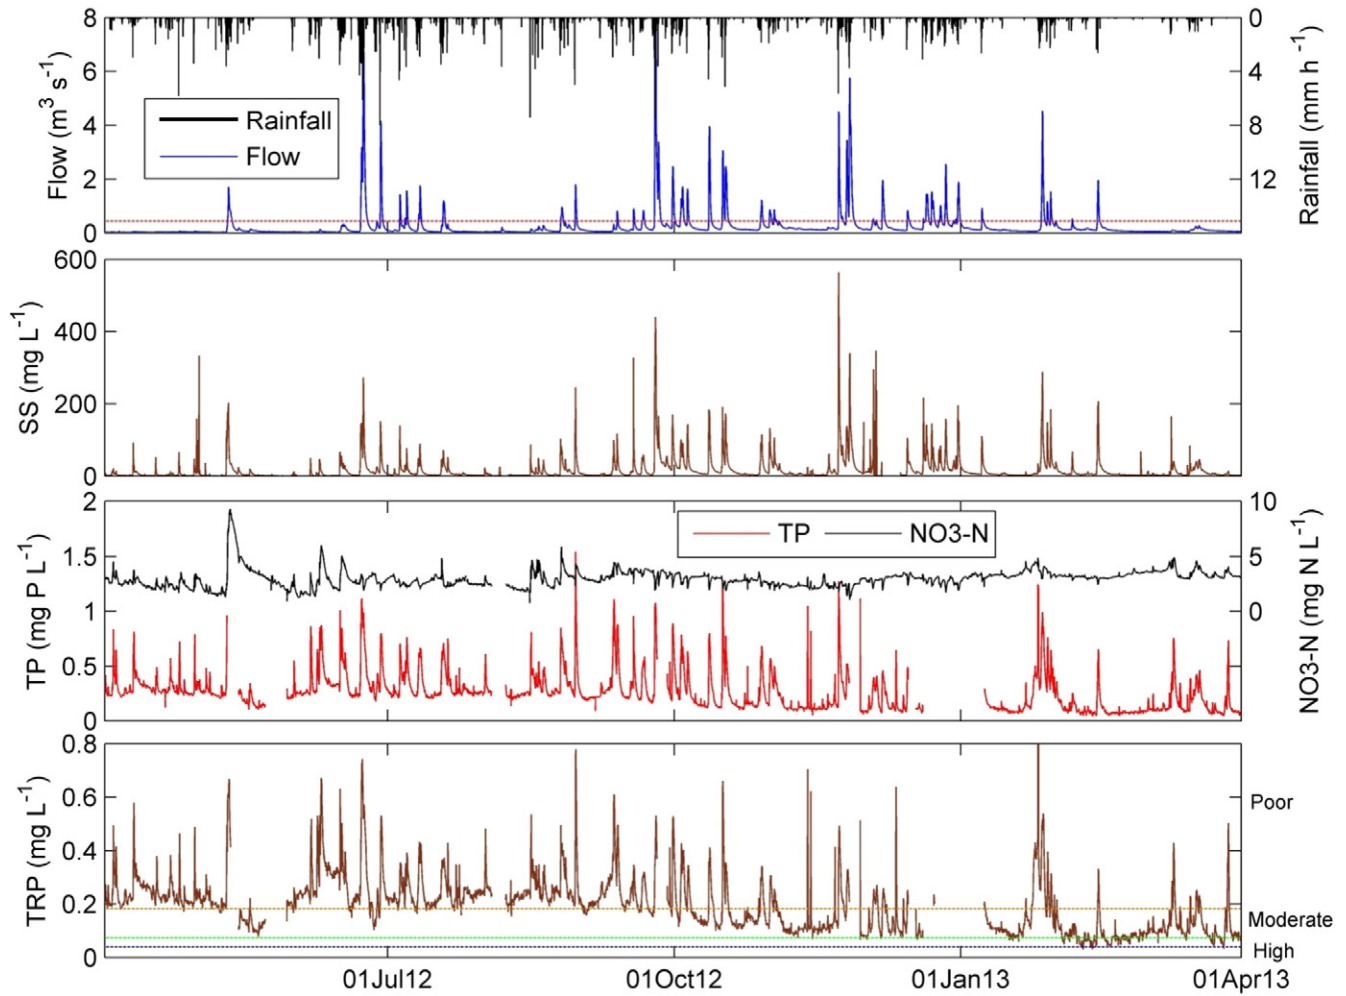 8
6
4
2
0
Flow (m3 s-1)
Rainfall
Flow
0
4
8
12
Rainfall (mm h-1)
600
400
200
0
SS (mg L-1)
2
1.5
1
0.5
0
TP (mg P L-1)
TP
NO3-N
10
5
0
NO3-N (mg N L-1)
0.8
0.6
0.4
0.2
0
TRP (mg L-1)
Poor
Moderate
High
01Jul12
01Oct12
01Jan13
01Apr13